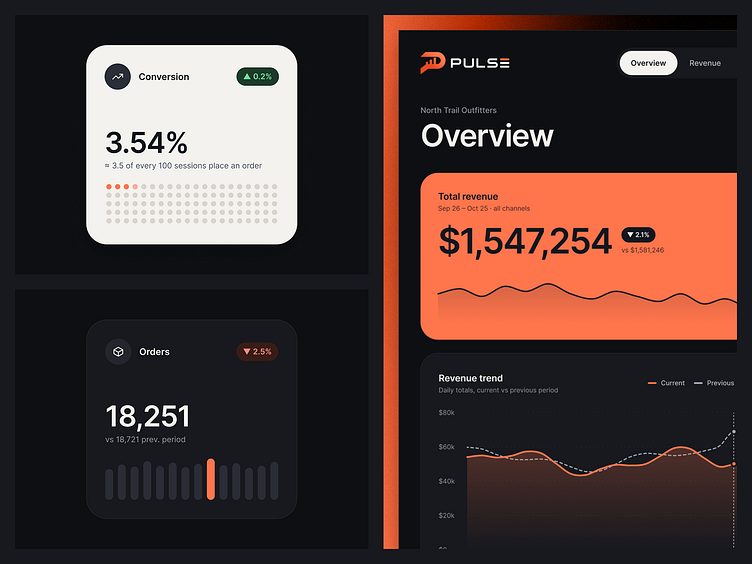 Conversion
▲ 0.2%
3.54%
≈ 3.5 of every 100 sessions place an order
Orders
▼ 2.5%
18,251
vs 18,721 prev. period
PULSE
Overview
Revenue
North Trail Outfitters
Overview
Total revenue
Sep 26 – Oct 25 · all channels
$1,547,254
▼ 2.1%
vs $1,581,246
Revenue trend
Daily totals, current vs previous period
Current
Previous
$80k
$60k
$40k
$20k